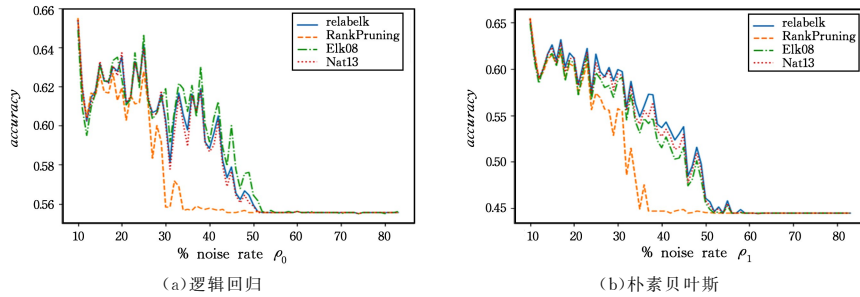 0.66
0.64
0.62
0.60
0.58
0.56
accuracy
relabelk
RankPruning
Elk08
Nat13
10 20 30 40 50 60 70 80
% noise rate ρ0
(a)逻辑回归
0.65
0.60
0.55
0.50
0.45
accuracy
relabelk
RankPruning
Elk08
Nat13
10 20 30 40 50 60 70 80
% noise rate ρ1
(b)朴素贝叶斯